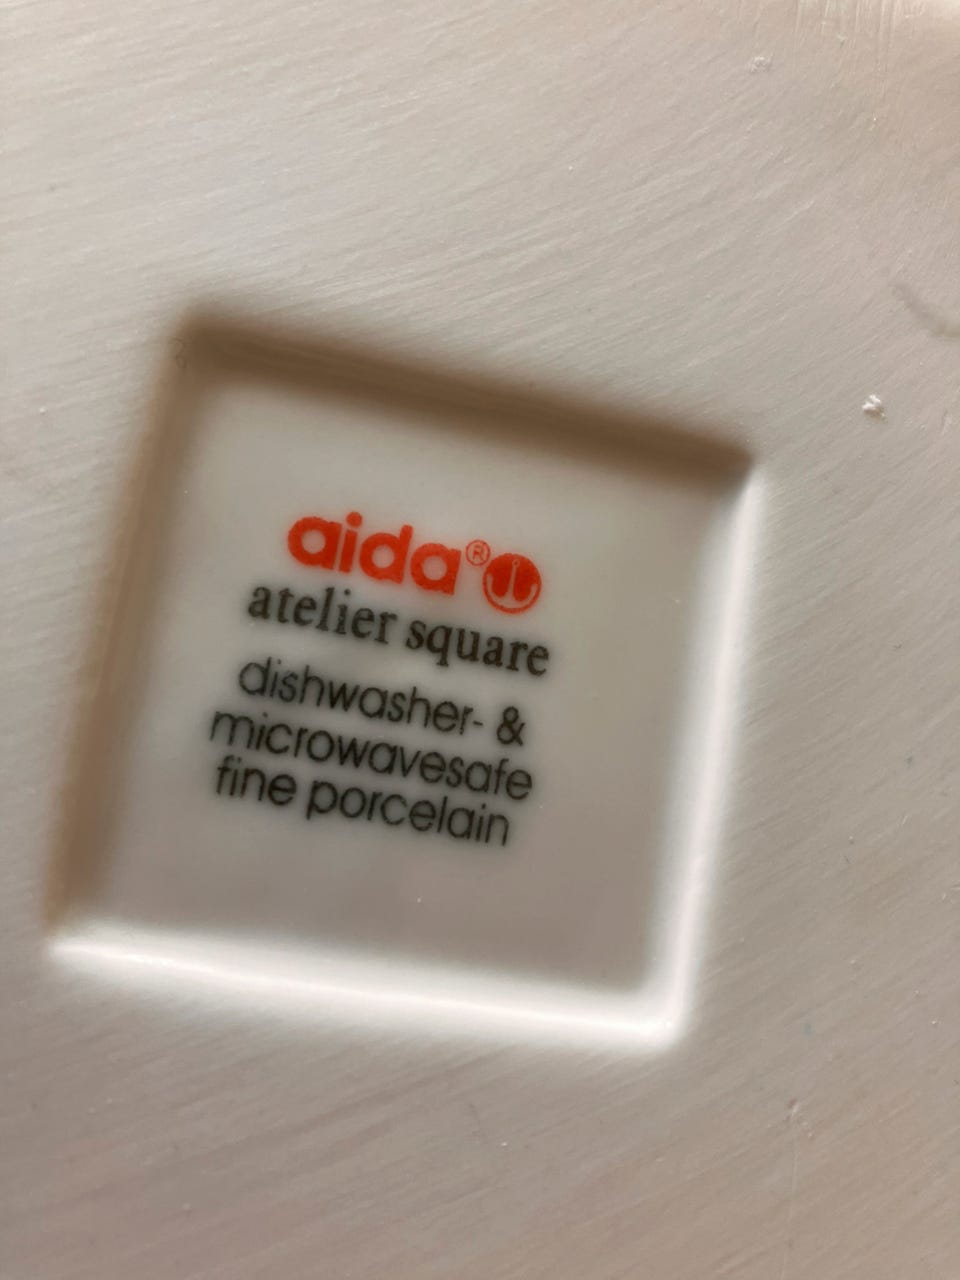 aida®
atelier square
dishwasher- &
microwavesafe
fine porcelain